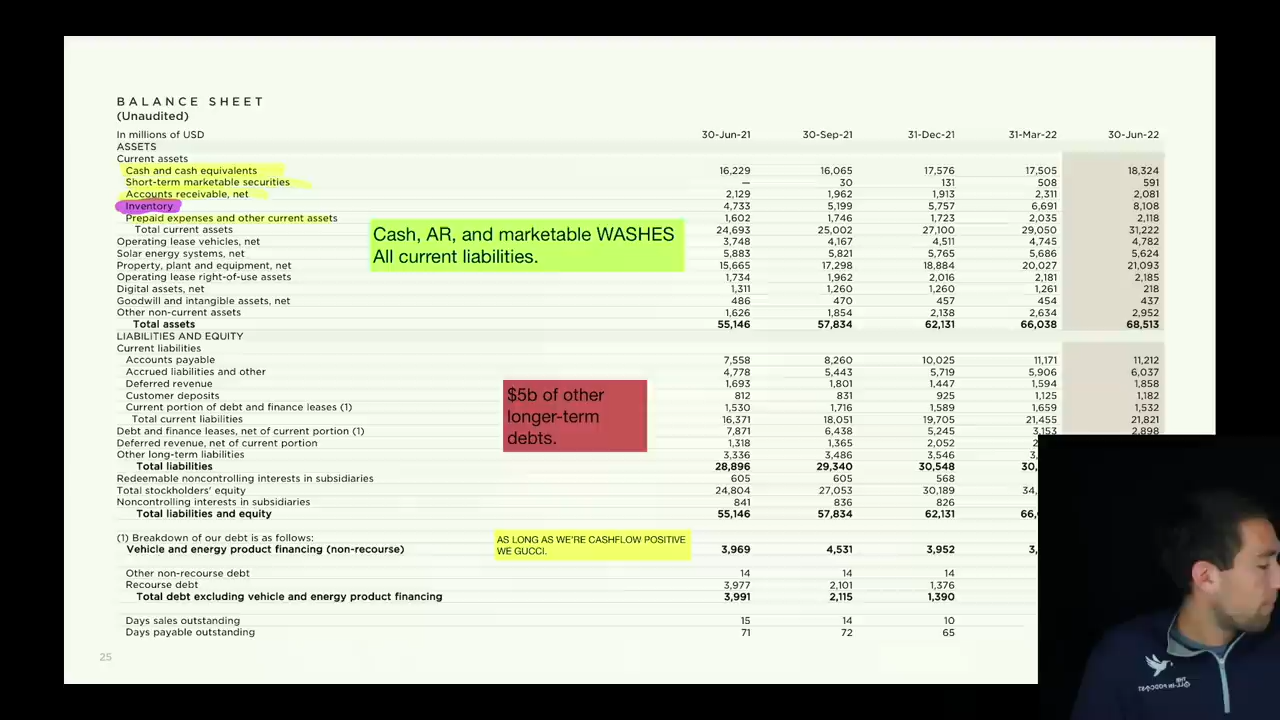 BALANCE SHEET
(Unaudited)
In millions of USD 30-Jun-21 30-Sep-21 31-Dec-21 31-Mar-22 30-Jun-22
ASSETS
Current assets
Cash and cash equivalents 16,229 16,065 17,576 17,505 18,324
Short-term marketable securities — 30 131 508 591
Accounts receivable, net 2,129 1,962 1,913 2,311 2,081
Inventory 4,733 5,199 5,757 6,691 8,108
Prepaid expenses and other current assets 1,602 1,746 1,723 2,035 2,118
Total current assets 24,693 25,002 27,100 29,050 31,222
Cash, AR, and marketable WASHES
All current liabilities.
Operating lease vehicles, net 3,748 4,167 4,511 4,745 4,782
Solar energy systems, net 5,883 5,821 5,765 5,686 5,624
Property, plant and equipment, net 15,665 17,298 18,884 20,027 21,093
Operating lease right-of-use assets 1,734 1,962 2,016 2,181 2,185
Digital assets, net 1,311 1,260 1,260 1,261 218
Goodwill and intangible assets, net 486 470 457 454 437
Other non-current assets 1,626 1,854 2,138 2,634 2,952
Total assets 55,146 57,834 62,131 66,038 68,513
LIABILITIES AND EQUITY
Current liabilities
Accounts payable 7,558 8,260 10,025 11,171 11,212
Accrued liabilities and other 4,778 5,443 5,719 5,906 6,037
Deferred revenue 1,693 1,801 1,447 1,594 1,858
Customer deposits 812 831 925 1,125 1,182
Current portion of debt and finance leases (1) 1,530 1,716 1,589 1,659 1,532
Total current liabilities 16,371 18,051 19,705 21,455 21,821
$5b of other
longer-term
debts.
Debt and finance leases, net of current portion (1) 7,871 6,438 5,245 3,153 2,898
Deferred revenue, net of current portion 1,318 1,365 2,052 2
Other long-term liabilities 3,336 3,486 3,546 3,
Total liabilities 28,896 29,340 30,548 30,
Redeemable noncontrolling interests in subsidiaries 605 605 568
Total stockholders' equity 24,804 27,053 30,189 34,
Noncontrolling interests in subsidiaries 841 836 826
Total liabilities and equity 55,146 57,834 62,131 66,
(1) Breakdown of our debt is as follows:
Vehicle and energy product financing (non-recourse) 3,969 4,531 3,952 3,
AS LONG AS WE'RE CASHFLOW POSITIVE
WE GUCCI.
Other non-recourse debt 14 14 14
Recourse debt 3,977 2,101 1,376
Total debt excluding vehicle and energy product financing 3,991 2,115 1,390
Days sales outstanding 15 14 10
Days payable outstanding 71 72 65
25
THE
ALL-IN PODCAST